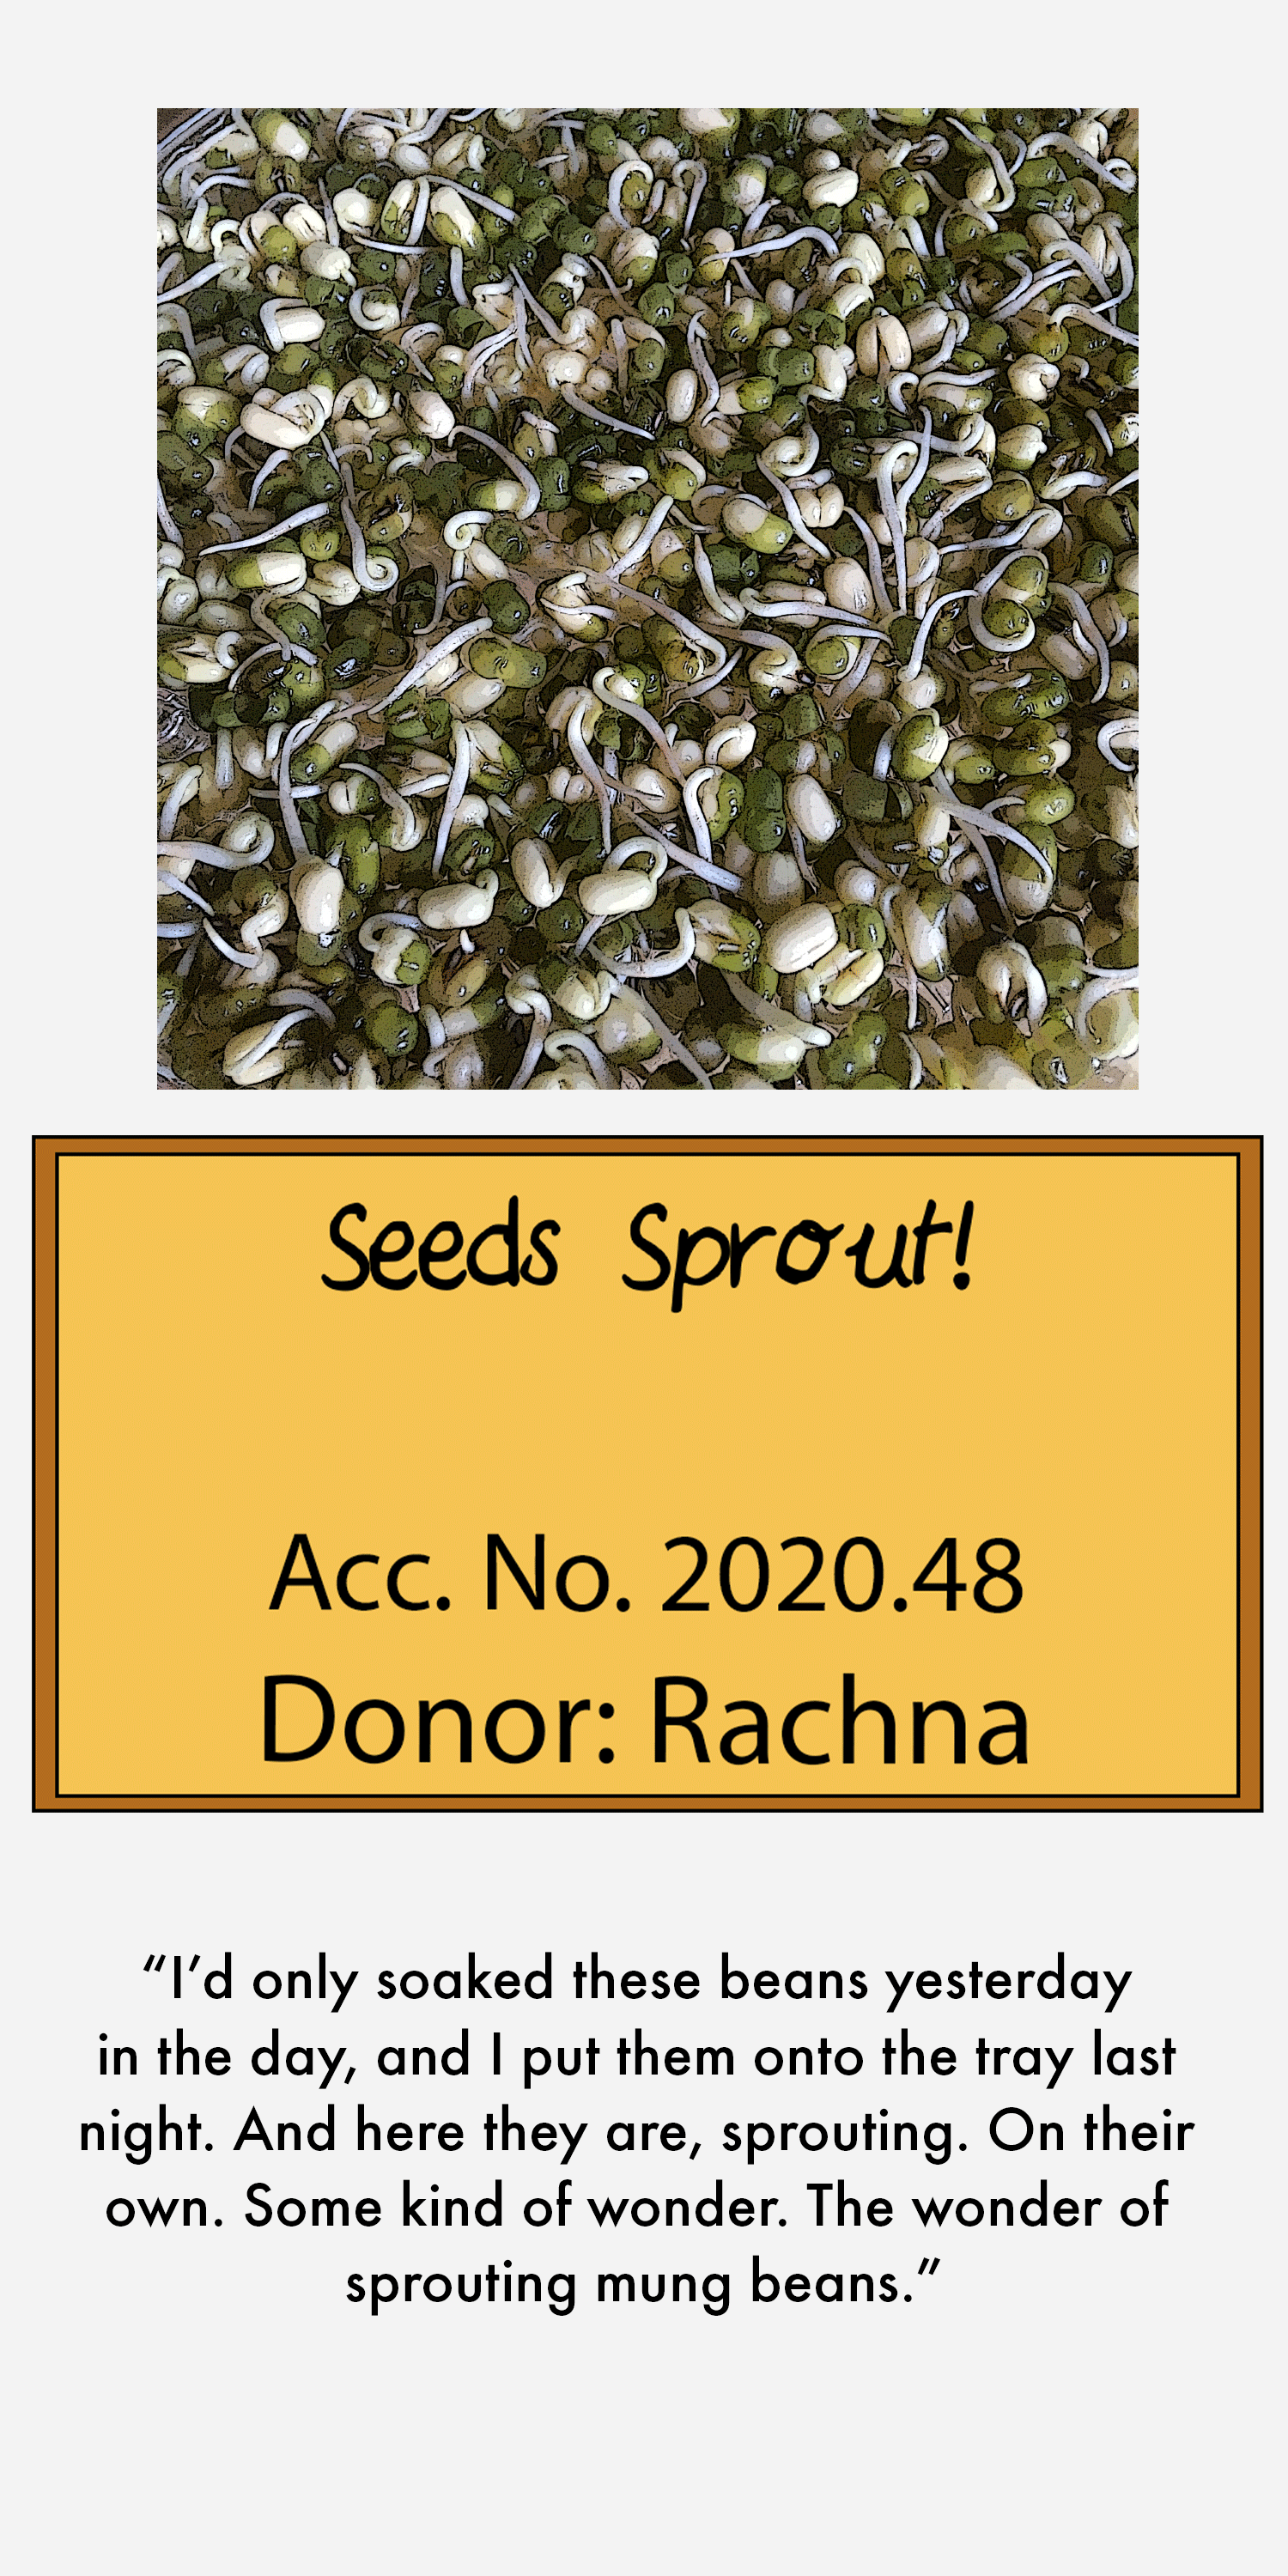 Seeds Sprout!
Acc. No. 2020.48
Donor: Rachna
“I’d only soaked these beans yesterday
in the day, and I put them onto the tray last
night. And here they are, sprouting. On their
own. Some kind of wonder. The wonder of
sprouting mung beans.”